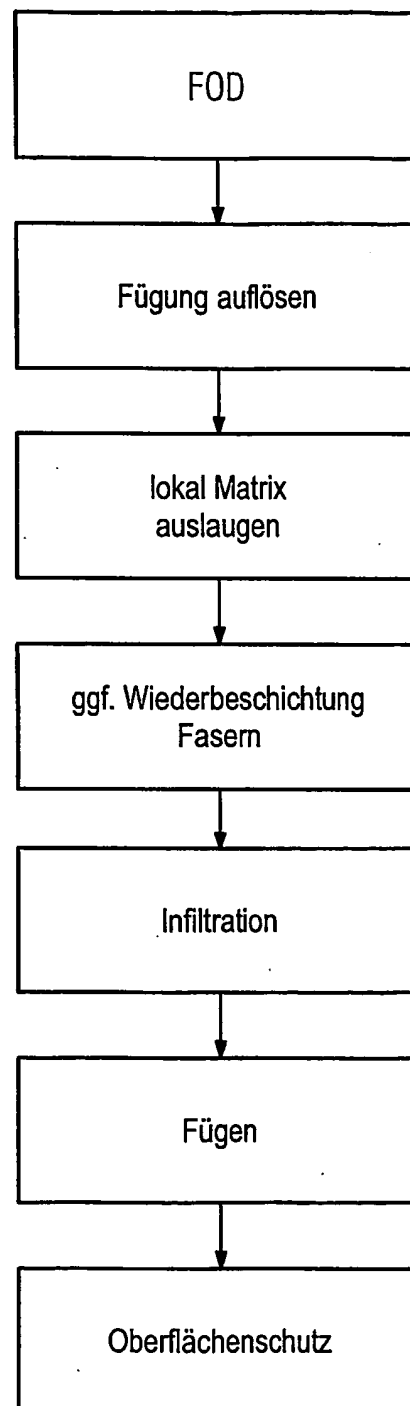 FOD
Fügung auflösen
lokal Matrix
auslaugen
ggf. Wiederbeschichtung
Fasern
Infiltration
Fügen
Oberflächenschutz